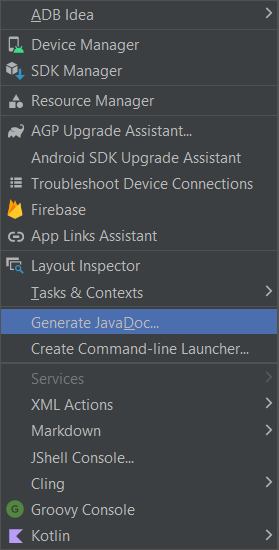 ADB Idea
Device Manager
SDK Manager
Resource Manager
AGP Upgrade Assistant...
Android SDK Upgrade Assistant
Troubleshoot Device Connections
Firebase
App Links Assistant
Layout Inspector
Tasks & Contexts
Generate JavaDoc...
Create Command-line Launcher...
Services
XML Actions
Markdown
JShell Console...
Cling
G Groovy Console
Kotlin